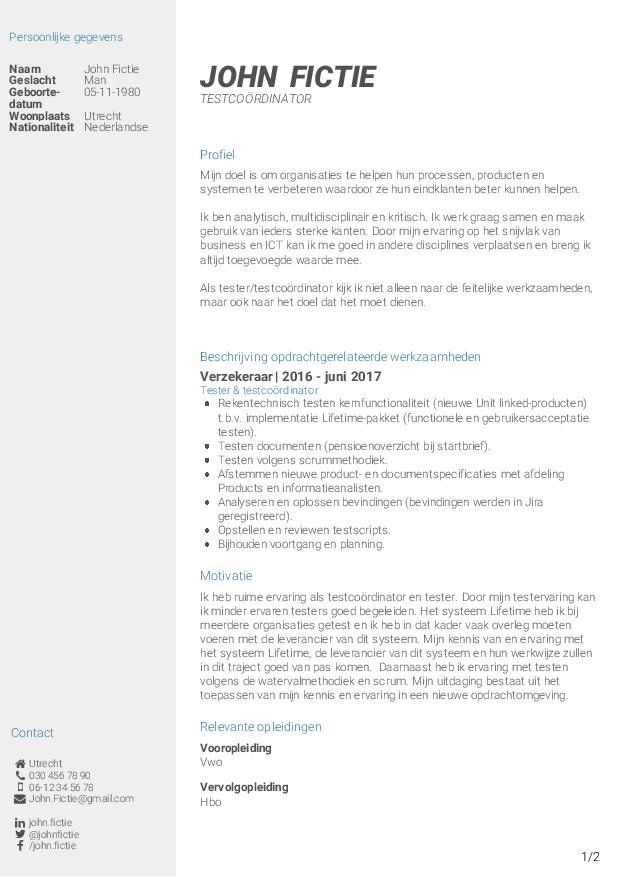 Persoonlijke gegevens
Naam John Fictie
Geslacht Man
Geboorte- 05-11-1980
datum
Woonplaats Utrecht
Nationaliteit Nederlandse
Contact
Utrecht
030 456 78 90
06-12 34 56 78
John.Fictie@gmail.com
john.fictie
@johnfictie
/john.fictie
JOHN FICTIE
TESTCOÖRDINATOR
Profiel
Mijn doel is om organisaties te helpen hun processen, producten en
systemen te verbeteren waardoor ze hun eindklanten beter kunnen helpen.
Ik ben analytisch, multidisciplinair en kritisch. Ik werk graag samen en maak
gebruik van ieders sterke kanten. Door mijn ervaring op het snijvlak van
business en ICT kan ik me goed in andere disciplines verplaatsen en breng ik
altijd toegevoegde waarde mee.
Als tester/testcoördinator kijk ik niet alleen naar de feitelijke werkzaamheden,
maar ook naar het doel dat het moet dienen.
Beschrijving opdrachtgerelateerde werkzaamheden
Verzekeraar | 2016 - juni 2017
Tester & testcoördinator
• Rekentechnisch testen kernfunctionaliteit (nieuwe Unit linked-producten)
t.b.v. implementatie Lifetime-pakket (functionele en gebruikersacceptatie
testen).
• Testen documenten (pensioenoverzicht bij startbrief).
• Testen volgens scrummethodiek.
• Afstemmen nieuwe product- en documentspecificaties met afdeling
Products en informatieanalisten.
• Analyseren en oplossen bevindingen (bevindingen werden in Jira
geregistreerd).
• Opstellen en reviewen testscripts.
• Bijhouden voortgang en planning.
Motivatie
Ik heb ruime ervaring als testcoördinator en tester. Door mijn testervaring kan
ik minder ervaren testers goed begeleiden. Het systeem Lifetime heb ik bij
meerdere organisaties getest en ik heb in dat kader vaak overleg moeten
voeren met de leverancier van dit systeem. Mijn kennis van en ervaring met
het systeem Lifetime, de leverancier van dit systeem en hun werkwijze zullen
in dit traject goed van pas komen. Daarnaast heb ik ervaring met testen
volgens de watervalmethodiek en scrum. Mijn uitdaging bestaat uit het
toepassen van mijn kennis en ervaring in een nieuwe opdrachtomgeving.
Relevante opleidingen
Vooropleiding
Vwo
Vervolgopleiding
Hbo
1/2